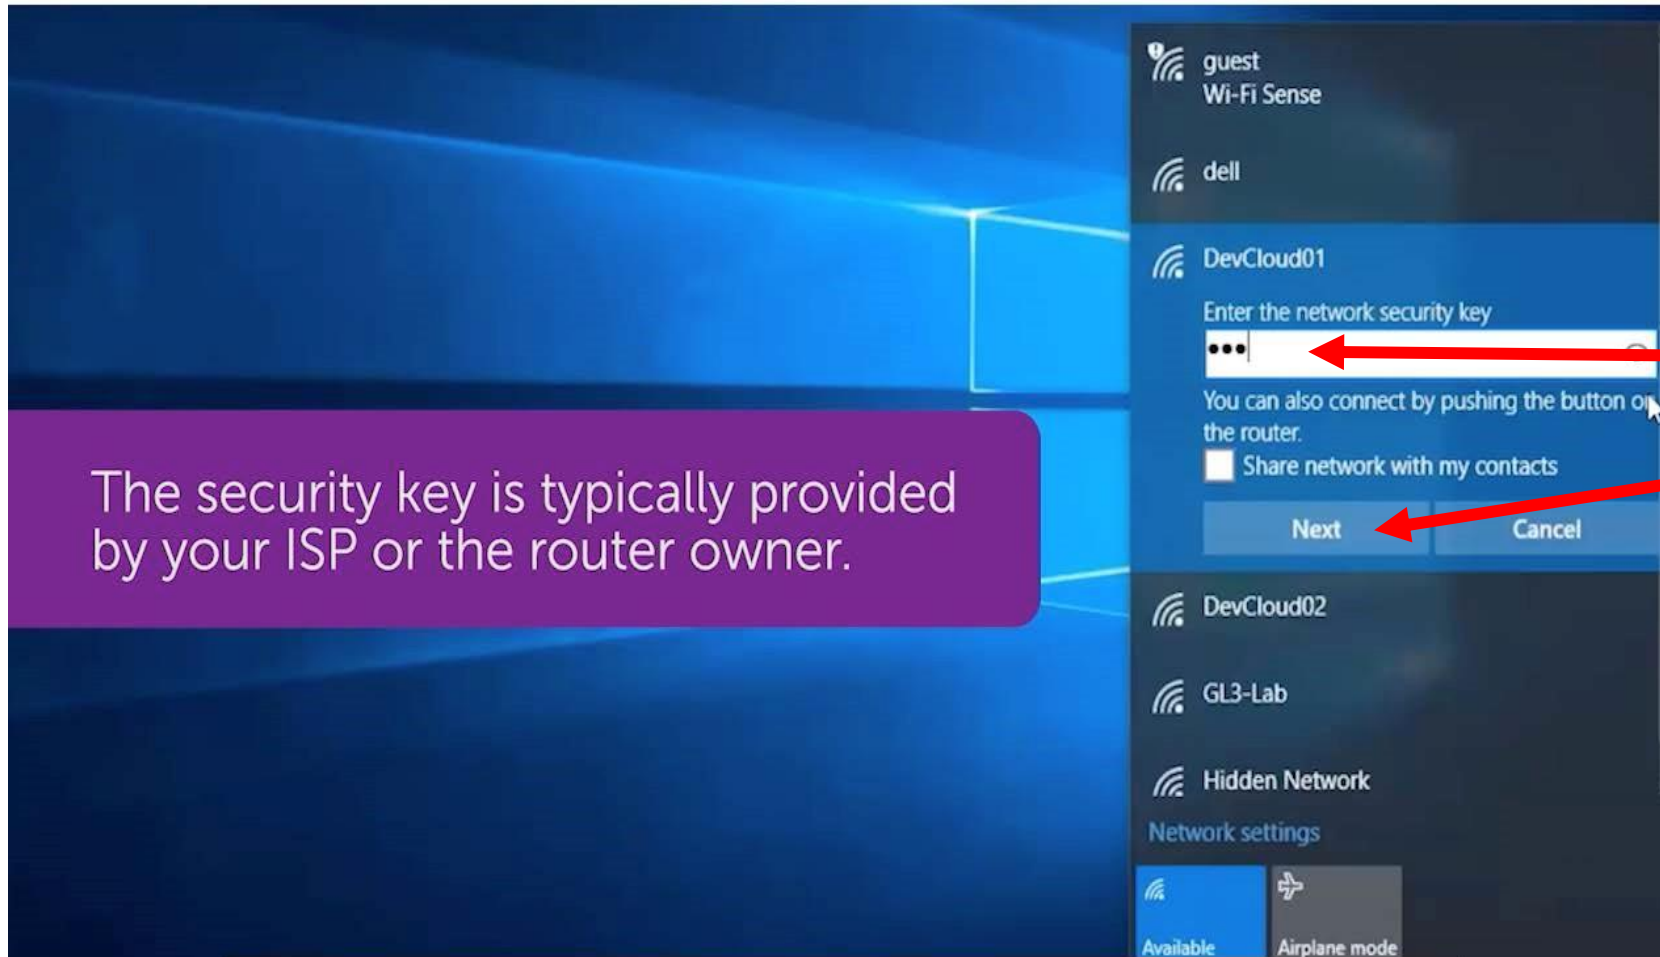 guest
Wi-Fi Sense
dell
DevCloud01
Enter the network security key
You can also connect by pushing the button on
the router.
Share network with my contacts
Next Cancel
The security key is typically provided
by your ISP or the router owner.
DevCloud02
GL3-Lab
Hidden Network
Network settings
Available Airplane mode